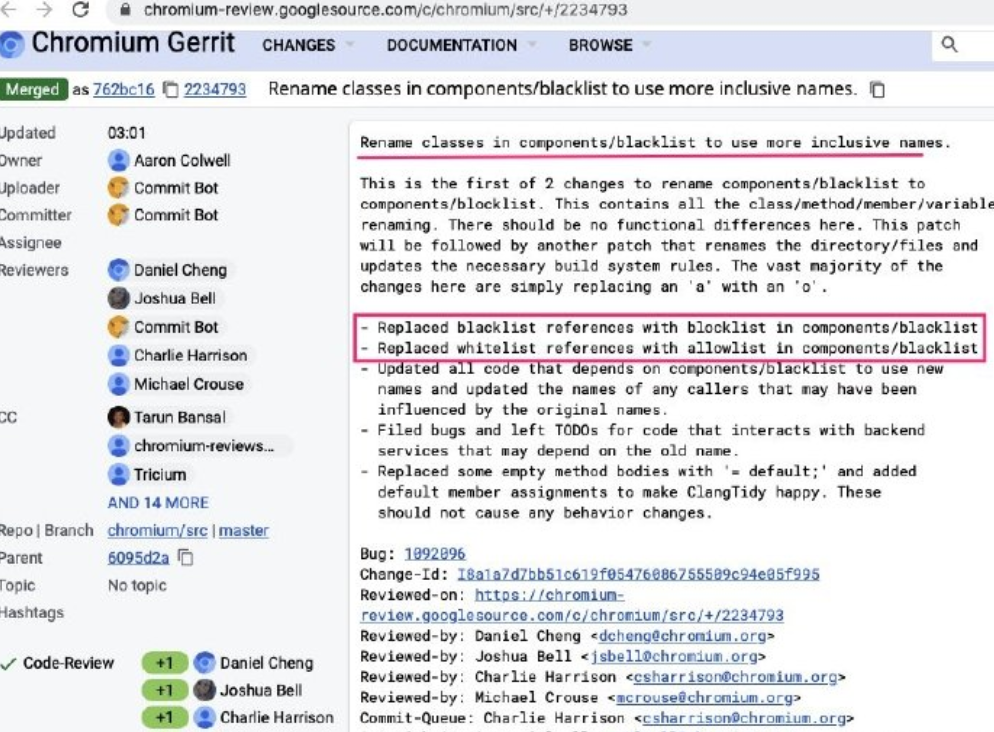 chromium-review.googlesource.com/c/chromium/src/+/2234793
Chromium Gerrit CHANGES DOCUMENTATION BROWSE
Merged as 762bc16 2234793 Rename classes in components/blacklist to use more inclusive names.
Updated 03:01
Owner Aaron Colwell
Uploader Commit Bot
Committer Commit Bot
Assignee
Reviewers Daniel Cheng
Joshua Bell
Commit Bot
Charlie Harrison
Michael Crouse
CC Tarun Bansal
chromium-reviews...
Tricium
AND 14 MORE
Repo | Branch chromium/src | master
Parent 6095d2a
Topic No topic
Hashtags
Code-Review +1 Daniel Cheng
+1 Joshua Bell
+1 Charlie Harrison
Rename classes in components/blacklist to use more inclusive names.
This is the first of 2 changes to rename components/blacklist to
components/blocklist. This contains all the class/method/member/variable
renaming. There should be no functional differences here. This patch
will be followed by another patch that renames the directory/files and
updates the necessary build system rules. The vast majority of the
changes here are simply replacing an 'a' with an 'o'.
- Replaced blacklist references with blocklist in components/blacklist
- Replaced whitelist references with allowlist in components/blacklist
- Updated all code that depends on components/blacklist to use new
names and updated the names of any callers that may have been
influenced by the original names.
- Filed bugs and left TODOs for code that interacts with backend
services that may depend on the old name.
- Replaced some empty method bodies with '= default;' and added
default member assignments to make ClangTidy happy. These
should not cause any behavior changes.
Bug: 1092096
Change-Id: I8a1a7d7bb51c619f05476086755509c94e05f995
Reviewed-on: https://chromium-
review.googlesource.com/c/chromium/src/+/2234793
Reviewed-by: Daniel Cheng <dcheng@chromium.org>
Reviewed-by: Joshua Bell <jsbell@chromium.org>
Reviewed-by: Charlie Harrison <csharrison@chromium.org>
Reviewed-by: Michael Crouse <mcrouse@chromium.org>
Commit-Queue: Charlie Harrison <csharrison@chromium.org>